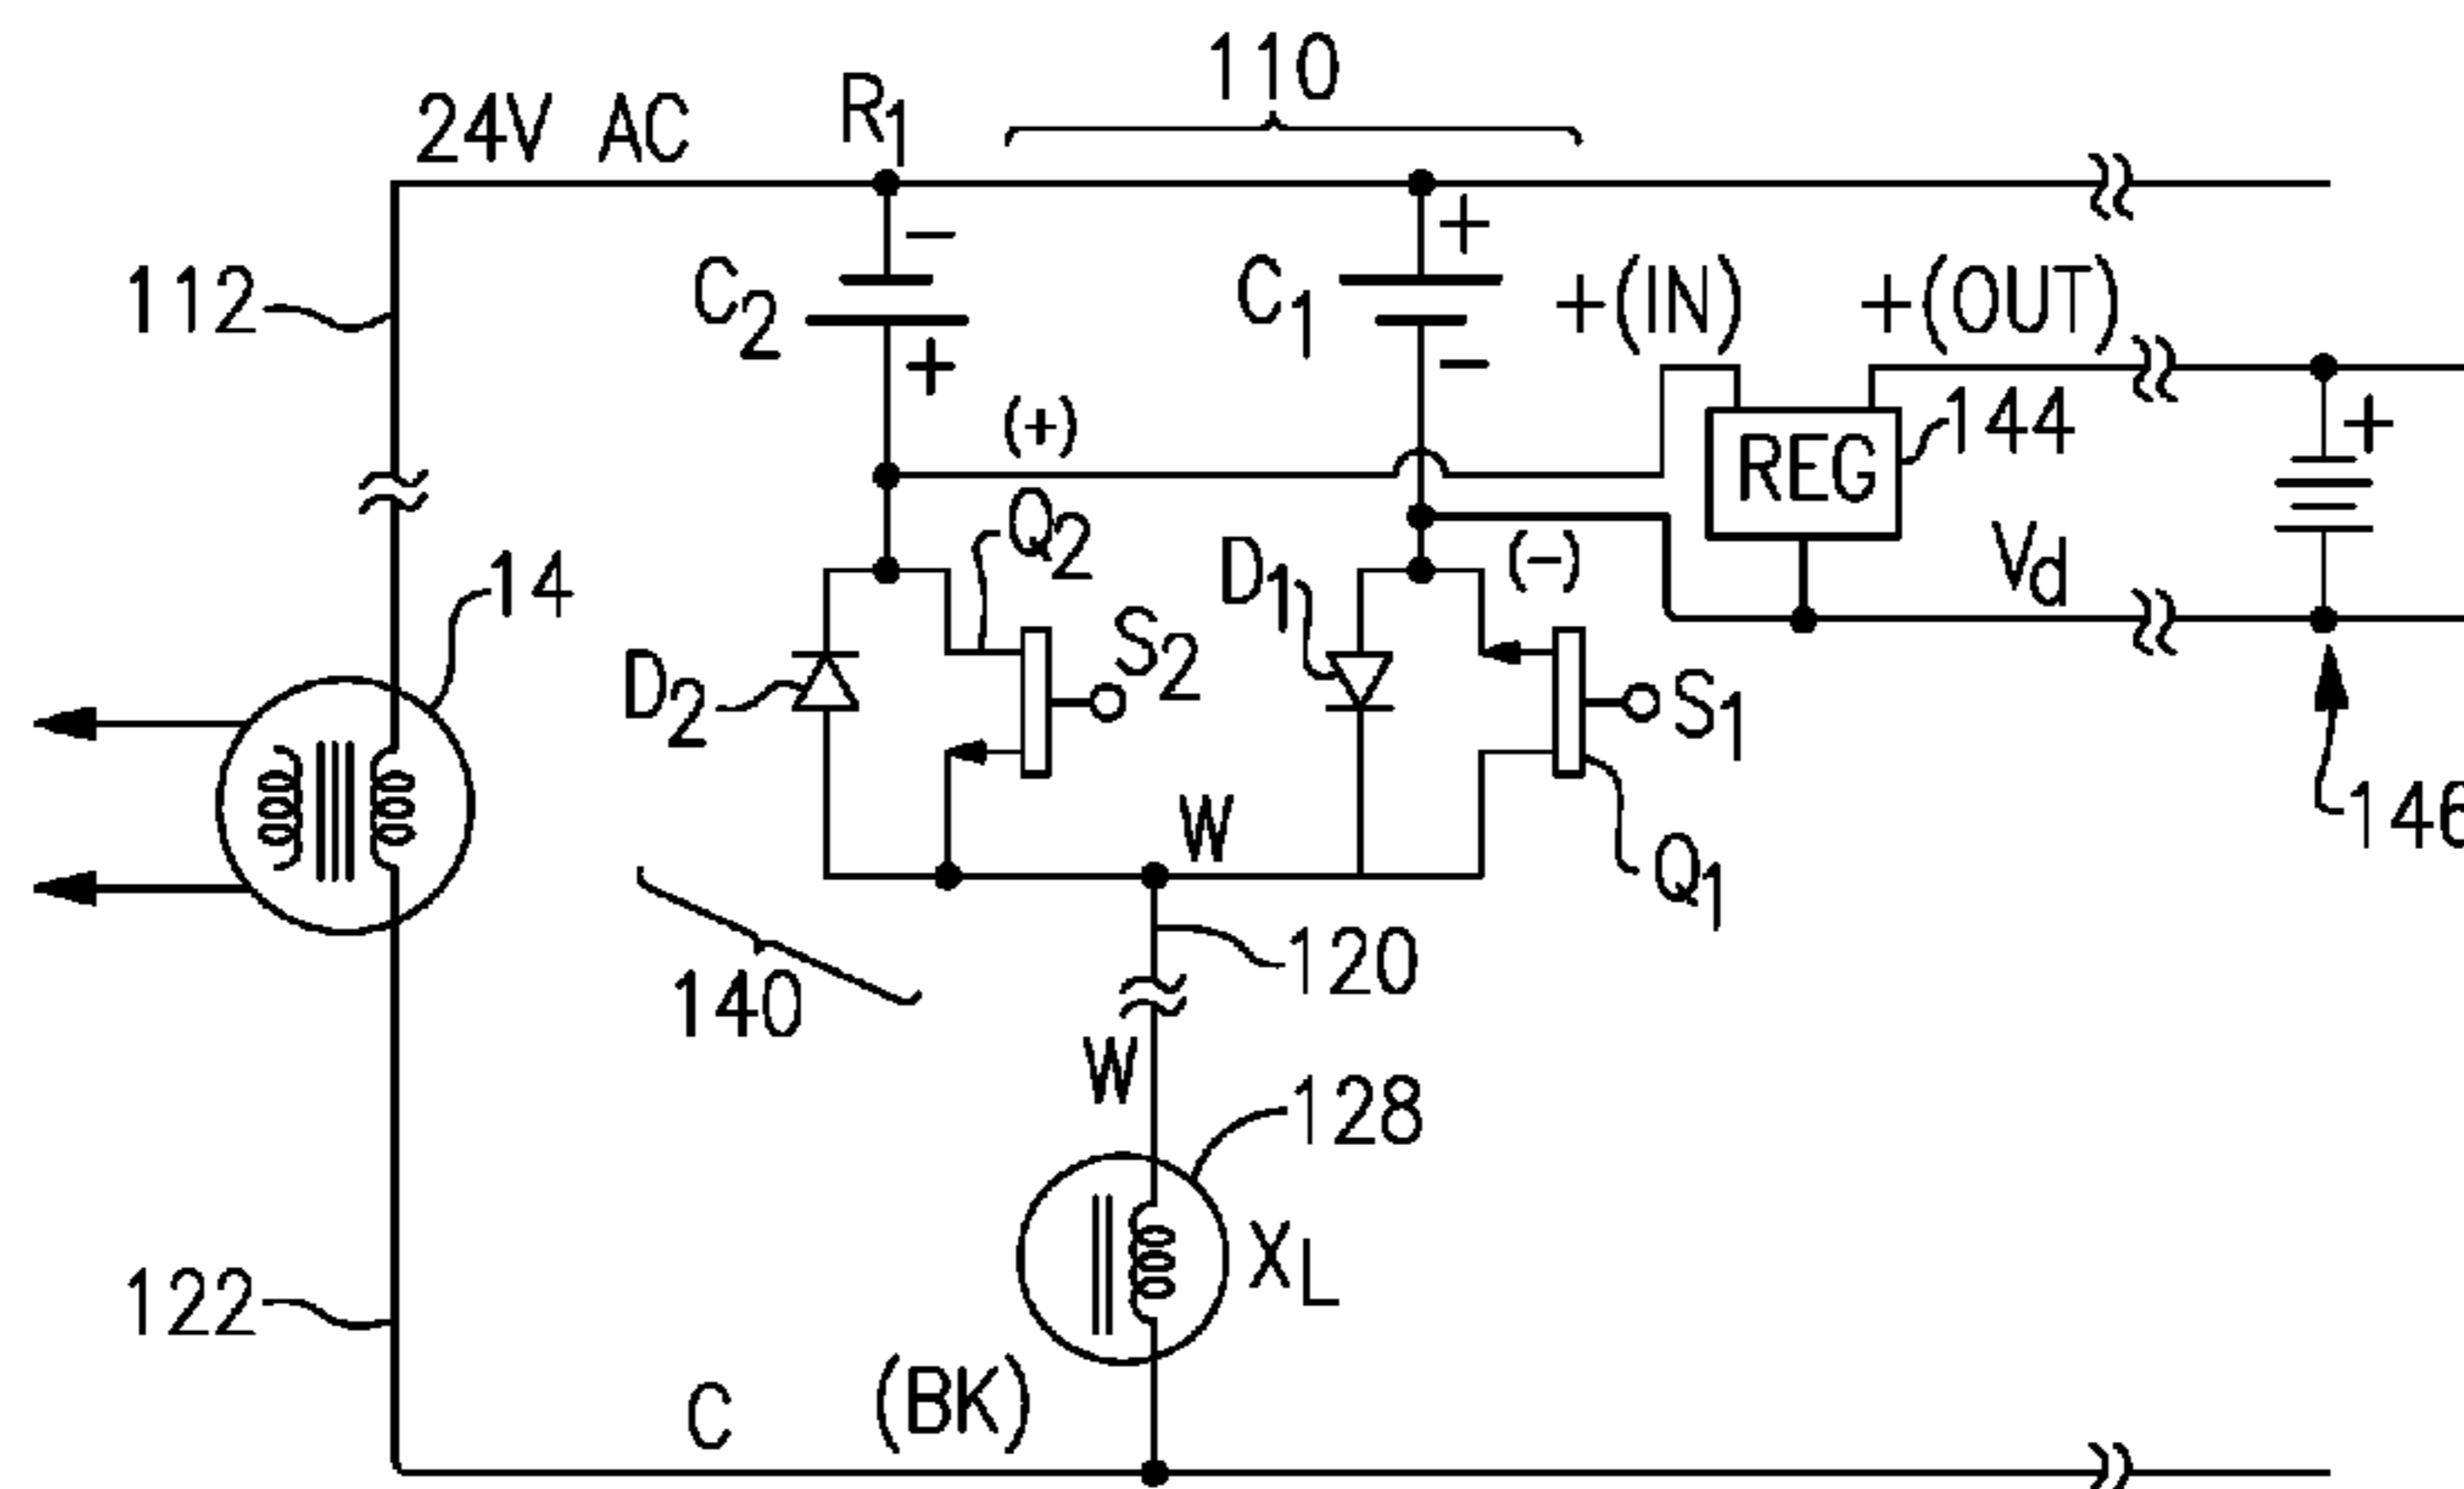 110
24V AC
R1
112
C2
-
+
C1
+
-
+(IN)
+(OUT)
(+)
REG
144
+
14
Q2
S2
D2
D1
(-)
S1
Vd
146
W
Q1
140
120
W
128
XL
122
C
(BK)